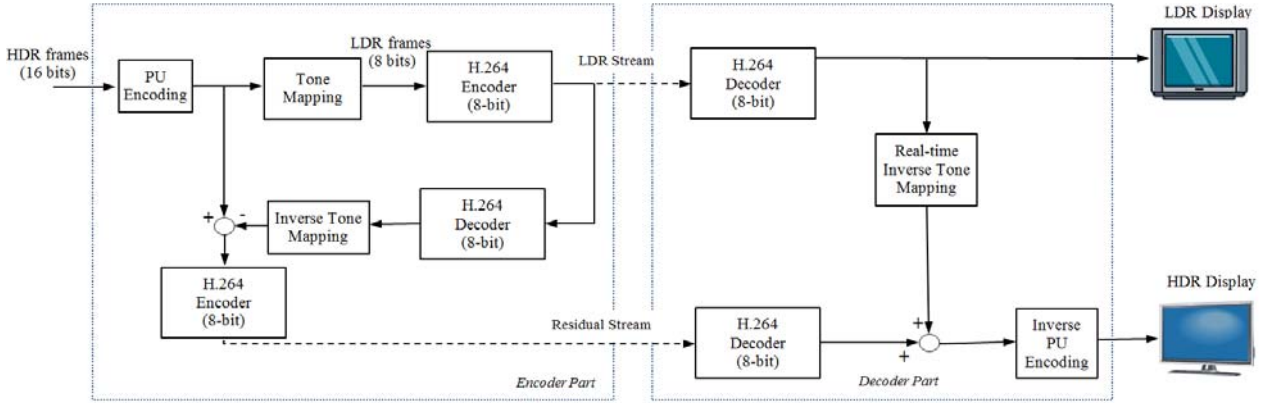 HDR frames
(16 bits)
PU
Encoding
Tone
Mapping
LDR frames
(8 bits)
H.264
Encoder
(8-bit)
LDR Stream
H.264
Decoder
(8-bit)
LDR Display
Real-time
Inverse Tone
Mapping
+
-
Inverse Tone
Mapping
H.264
Decoder
(8-bit)
H.264
Encoder
(8-bit)
Residual Stream
H.264
Decoder
(8-bit)
+
+
Inverse
PU
Encoding
HDR Display
Encoder Part
Decoder Part